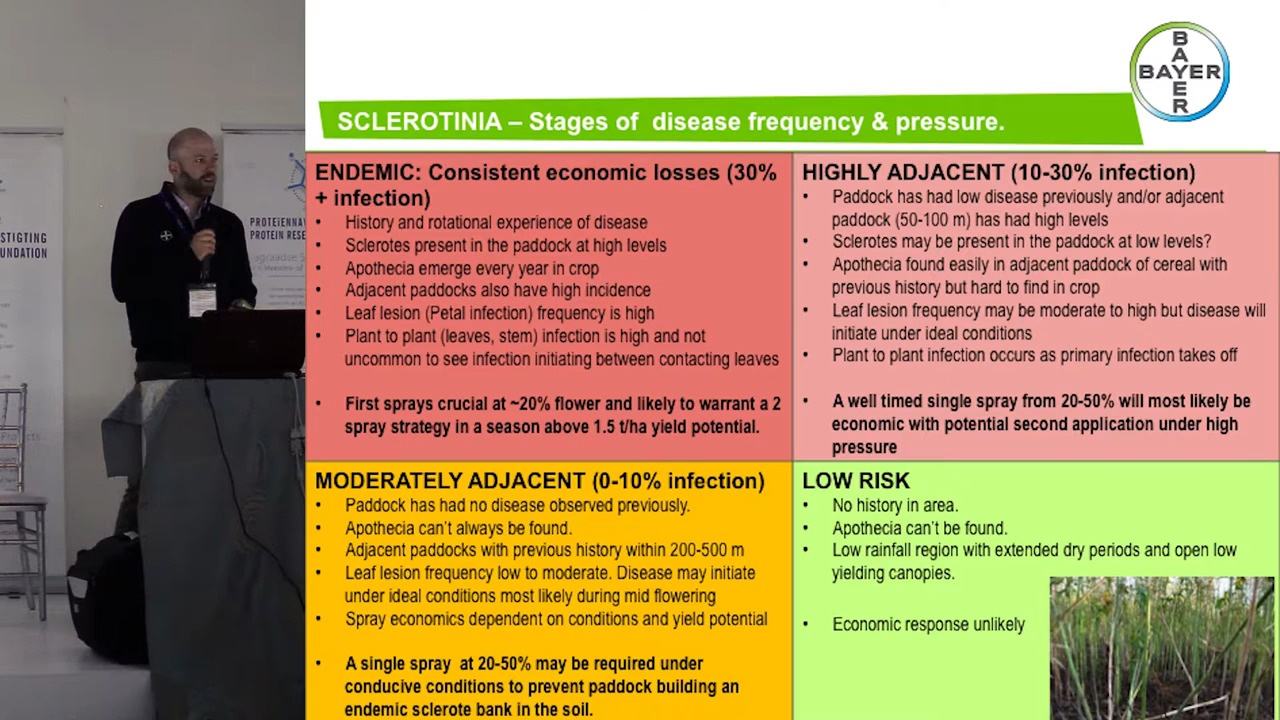 BAYER
BAYER
SCLEROTINIA – Stages of disease frequency & pressure.
ENDEMIC: Consistent economic losses (30%
+ infection)
• History and rotational experience of disease
• Sclerotes present in the paddock at high levels
• Apothecia emerge every year in crop
• Adjacent paddocks also have high incidence
• Leaf lesion (Petal infection) frequency is high
• Plant to plant (leaves, stem) infection is high and not
uncommon to see infection initiating between contacting leaves
• First sprays crucial at ~20% flower and likely to warrant a 2
spray strategy in a season above 1.5 t/ha yield potential.
HIGHLY ADJACENT (10-30% infection)
• Paddock has had low disease previously and/or adjacent
paddock (50-100 m) has had high levels
• Sclerotes may be present in the paddock at low levels?
• Apothecia found easily in adjacent paddock of cereal with
previous history but hard to find in crop
• Leaf lesion frequency may be moderate to high but disease will
initiate under ideal conditions
• Plant to plant infection occurs as primary infection takes off
• A well timed single spray from 20-50% will most likely be
economic with potential second application under high
pressure
MODERATELY ADJACENT (0-10% infection)
• Paddock has had no disease observed previously.
• Apothecia can't always be found.
• Adjacent paddocks with previous history within 200-500 m
• Leaf lesion frequency low to moderate. Disease may initiate
under ideal conditions most likely during mid flowering
• Spray economics dependent on conditions and yield potential
• A single spray at 20-50% may be required under
conducive conditions to prevent paddock building an
endemic sclerote bank in the soil.
LOW RISK
• No history in area.
• Apothecia can't be found.
• Low rainfall region with extended dry periods and open low
yielding canopies.
• Economic response unlikely
STIGTING
UNDATION
PROTEÏENNAV
PROTEIN RESE